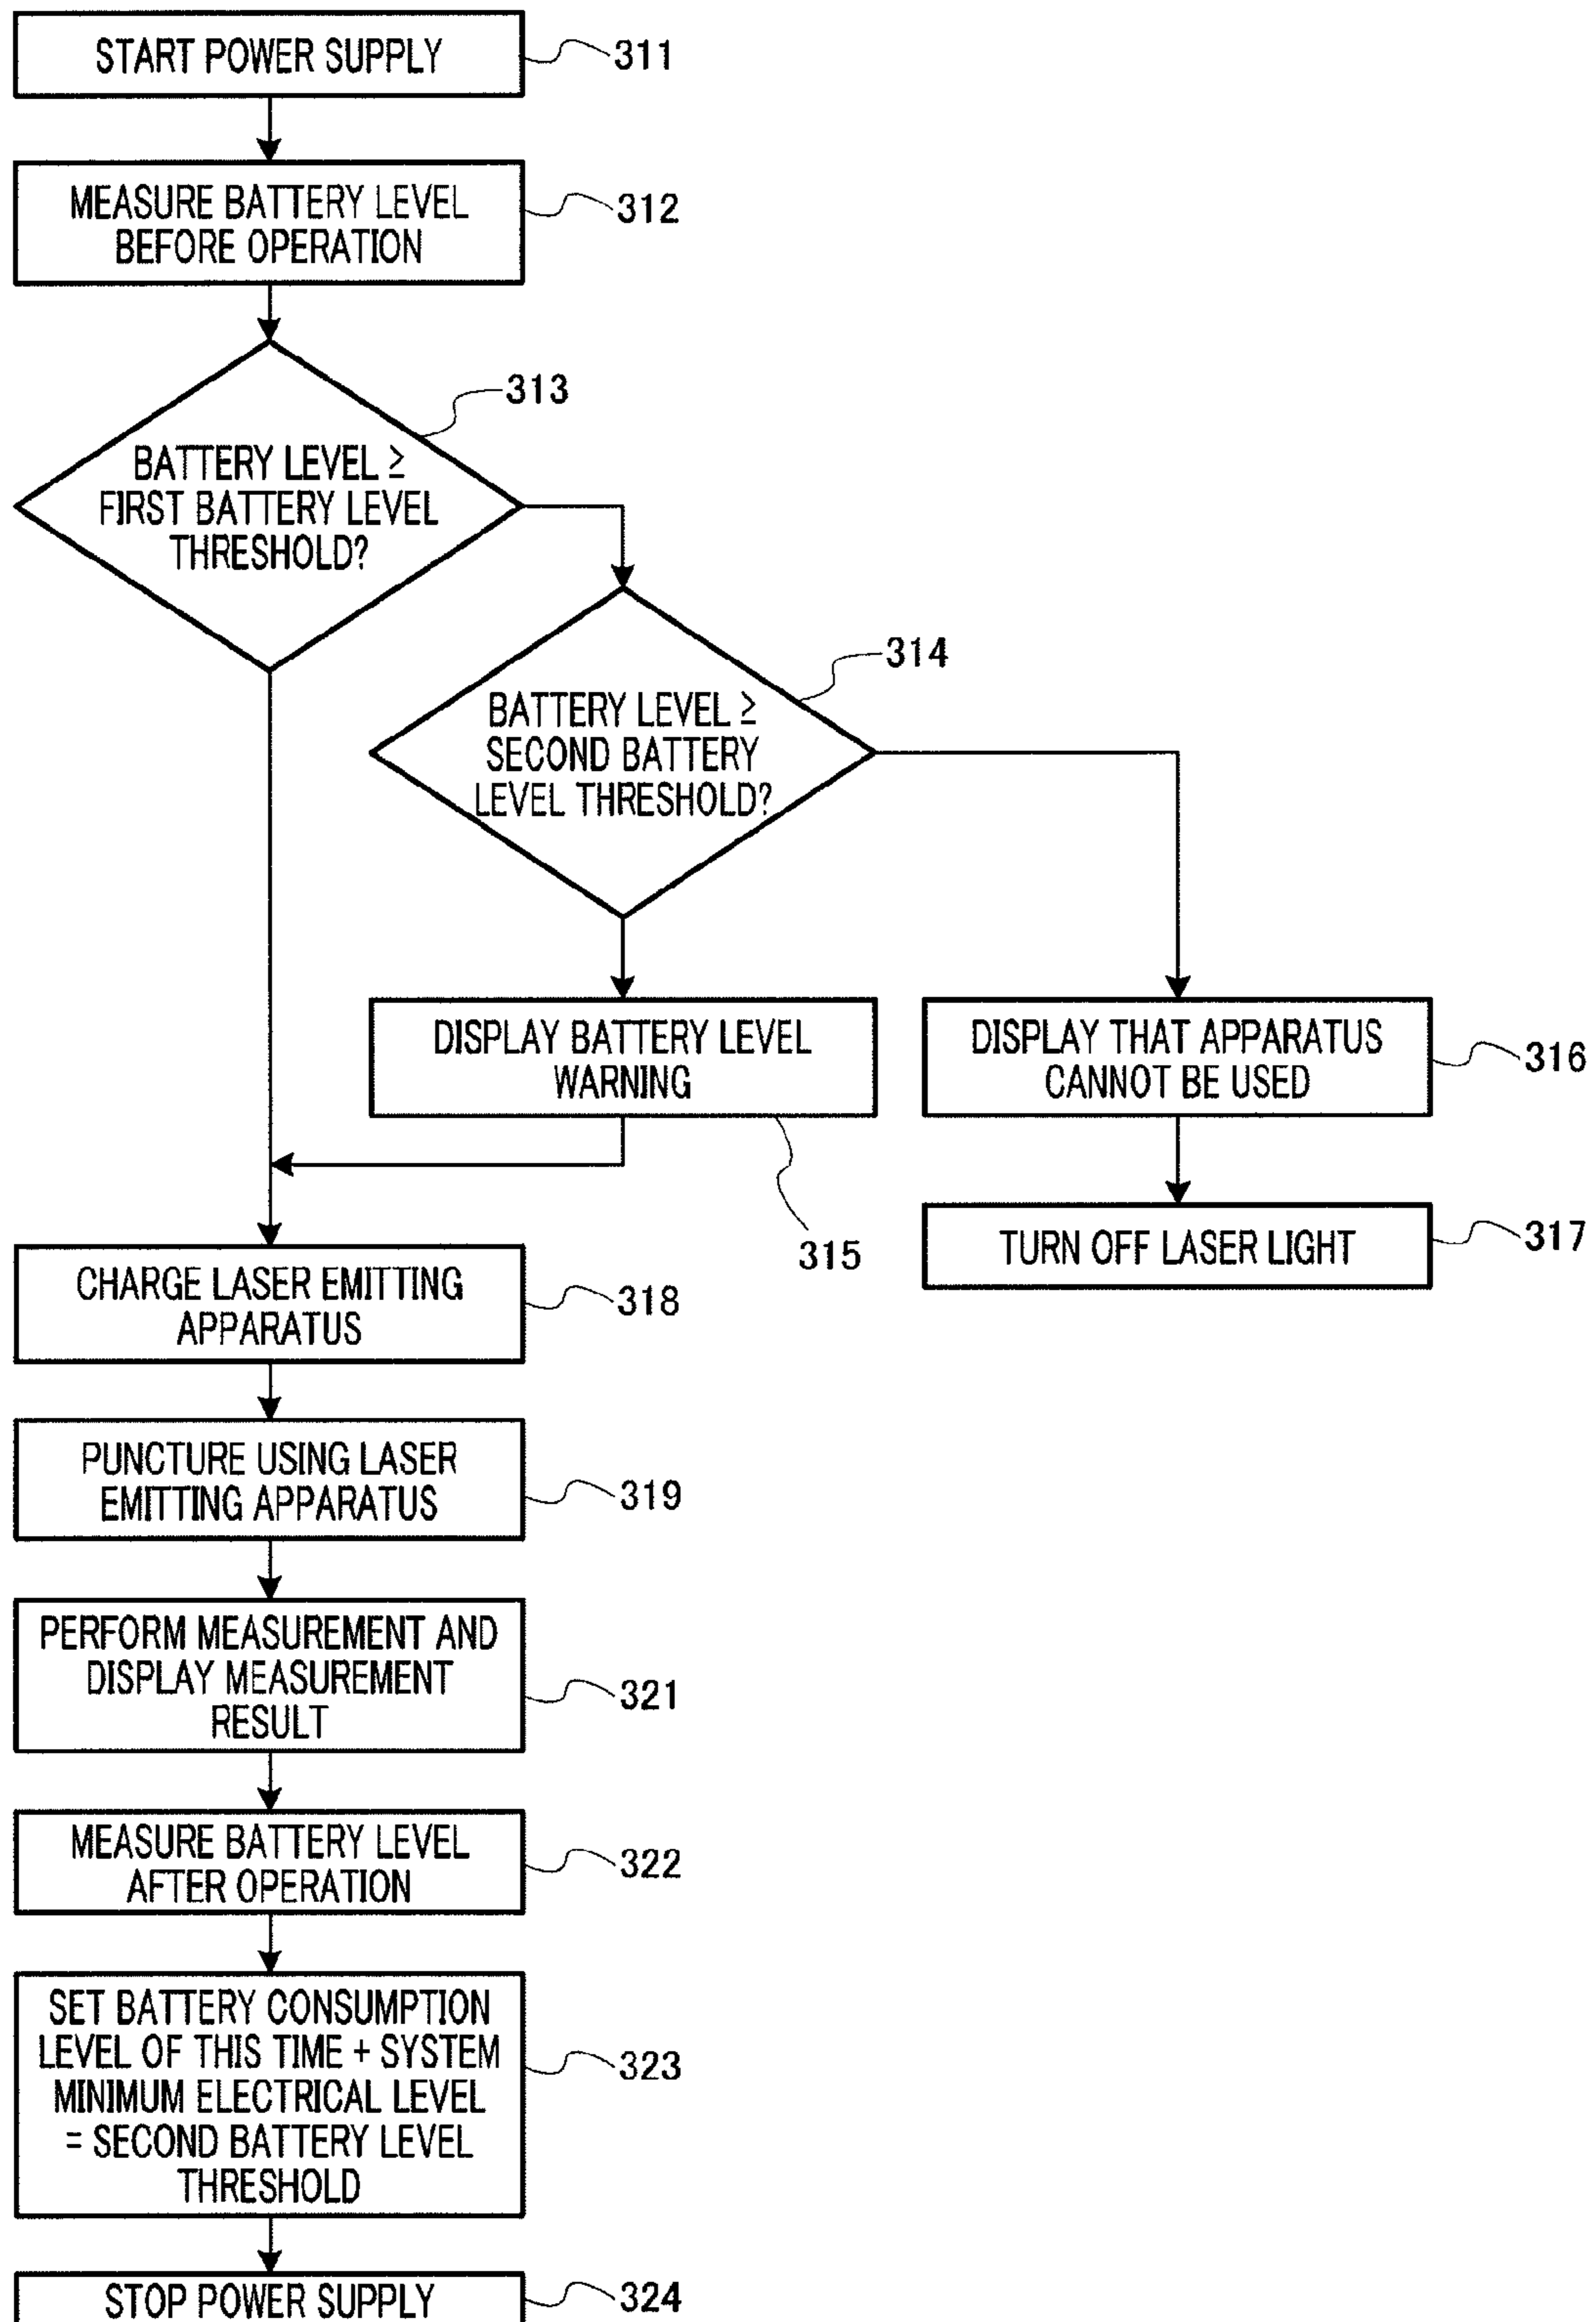 START POWER SUPPLY
311
MEASURE BATTERY LEVEL
BEFORE OPERATION
312
313
BATTERY LEVEL ≥
FIRST BATTERY LEVEL
THRESHOLD?
314
BATTERY LEVEL ≥
SECOND BATTERY
LEVEL THRESHOLD?
DISPLAY BATTERY LEVEL
WARNING
315
DISPLAY THAT APPARATUS
CANNOT BE USED
316
TURN OFF LASER LIGHT
317
CHARGE LASER EMITTING
APPARATUS
318
PUNCTURE USING LASER
EMITTING APPARATUS
319
PERFORM MEASUREMENT AND
DISPLAY MEASUREMENT
RESULT
321
MEASURE BATTERY LEVEL
AFTER OPERATION
322
SET BATTERY CONSUMPTION
LEVEL OF THIS TIME + SYSTEM
MINIMUM ELECTRICAL LEVEL
= SECOND BATTERY LEVEL
THRESHOLD
323
STOP POWER SUPPLY
324